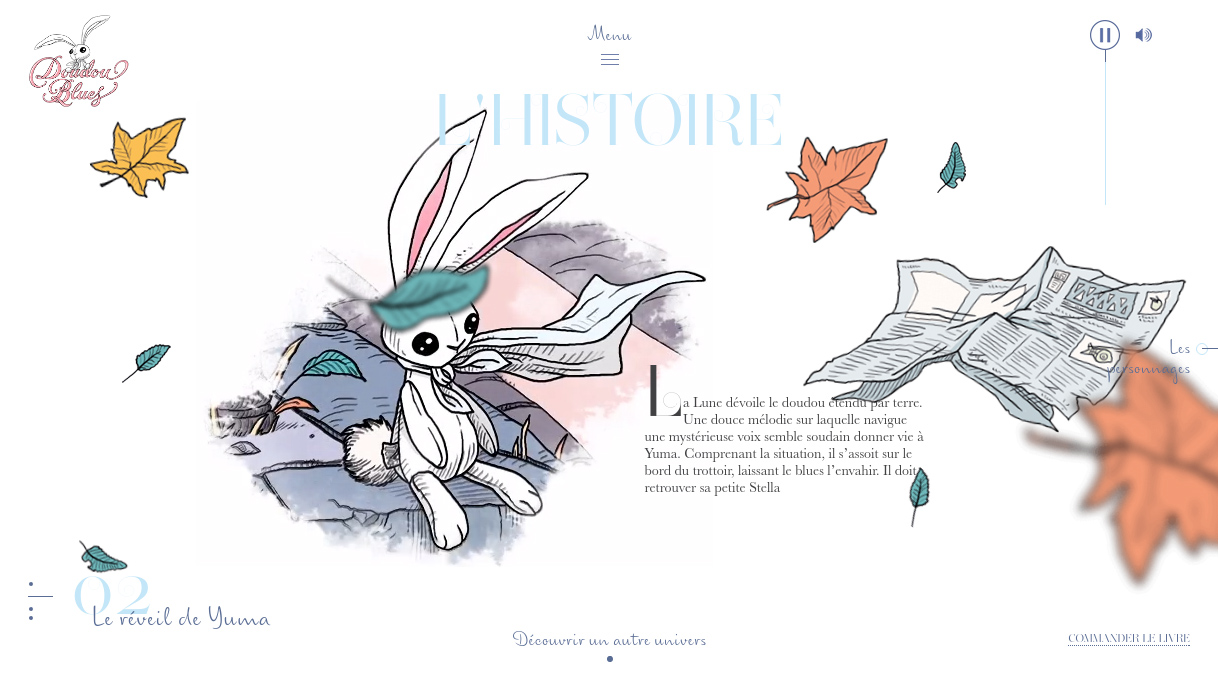 Doudou
Blues
Menu
L'HISTOIRE
Les
personnages
La Lune dévoile le doudou étendu par terre.
Une douce mélodie sur laquelle navigue
une mystérieuse voix semble soudain donner vie à
Yuma. Comprenant la situation, il s’assoit sur le
bord du trottoir, laissant le blues l’envahir. Il doit
retrouver sa petite Stella
02
Le réveil de Yuma
Découvrir un autre univers
COMMANDER LE LIVRE